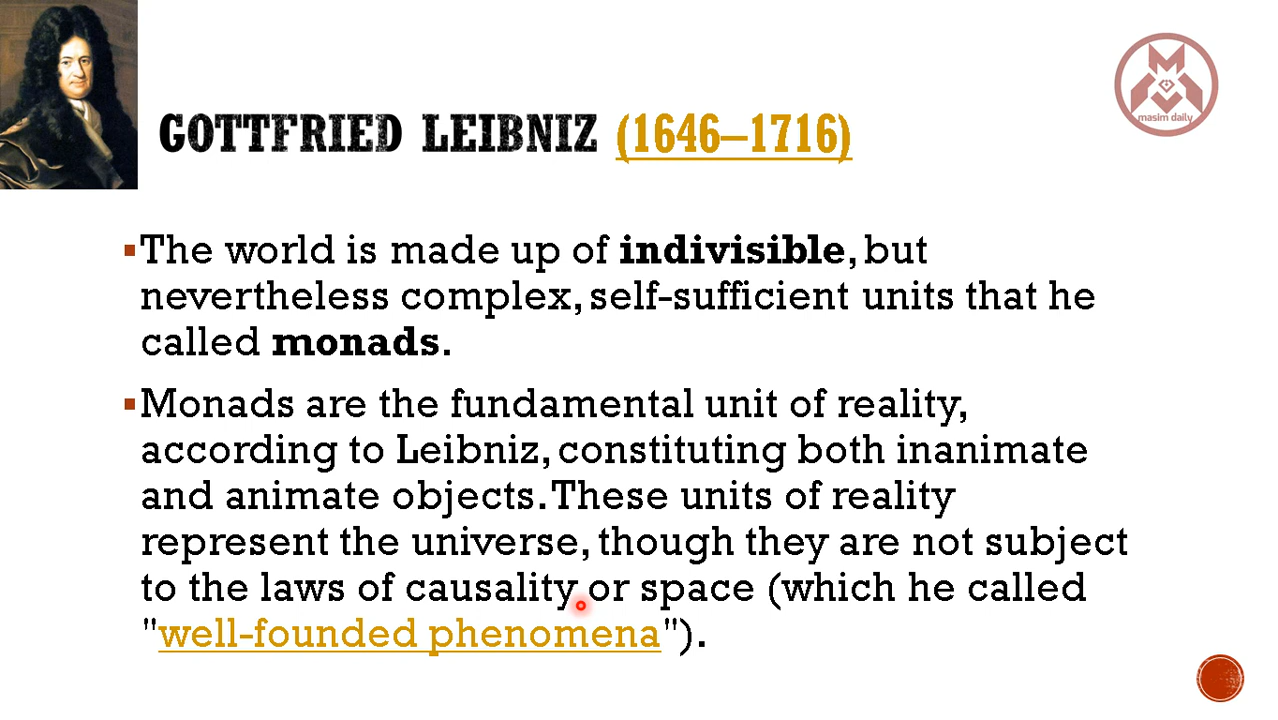 masim daily
GOTTFRIED LEIBNIZ (1646–1716)
▪The world is made up of indivisible, but
nevertheless complex, self-sufficient units that he
called monads.
▪Monads are the fundamental unit of reality,
according to Leibniz, constituting both inanimate
and animate objects. These units of reality
represent the universe, though they are not subject
to the laws of causality or space (which he called
"well-founded phenomena").